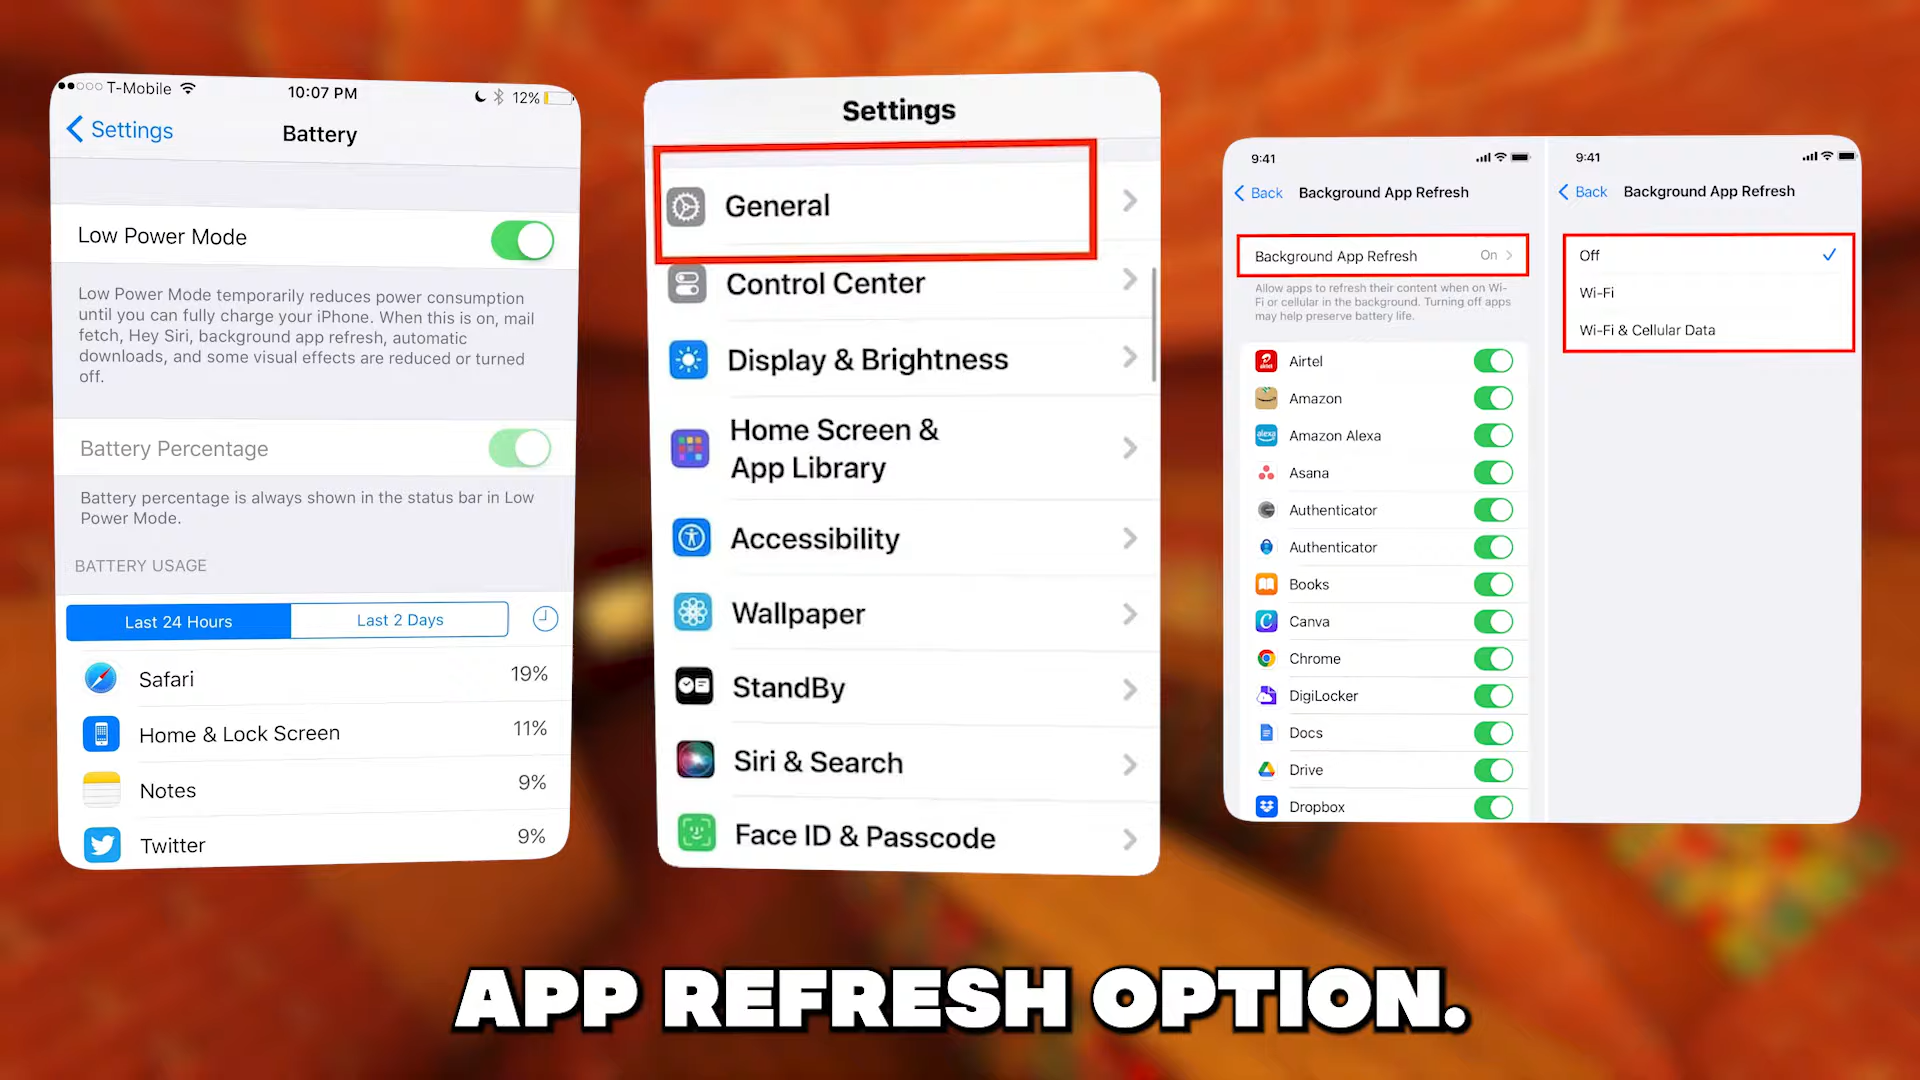 T-Mobile
10:07 PM
12%
Settings
Battery
Low Power Mode
Low Power Mode temporarily reduces power consumption
until you can fully charge your iPhone. When this is on, mail
fetch, Hey Siri, background app refresh, automatic
downloads, and some visual effects are reduced or turned
off.
Battery Percentage
Battery percentage is always shown in the status bar in Low
Power Mode.
BATTERY USAGE
Last 24 Hours
Last 2 Days
Safari
19%
Home & Lock Screen
11%
Notes
9%
Twitter
9%
Settings
General
Control Center
Display & Brightness
Home Screen &
App Library
Accessibility
Wallpaper
StandBy
Siri & Search
Face ID & Passcode
9:41
Back
Background App Refresh
Background App Refresh
On
Allow apps to refresh their content when on Wi-
Fi or cellular in the background. Turning off apps
may help preserve battery life.
airtel
Airtel
Amazon
alexa
Amazon Alexa
Asana
Authenticator
Authenticator
Books
Canva
Chrome
DigiLocker
Docs
Drive
Dropbox
9:41
Back
Background App Refresh
Off
Wi-Fi
Wi-Fi & Cellular Data
APP REFRESH OPTION.